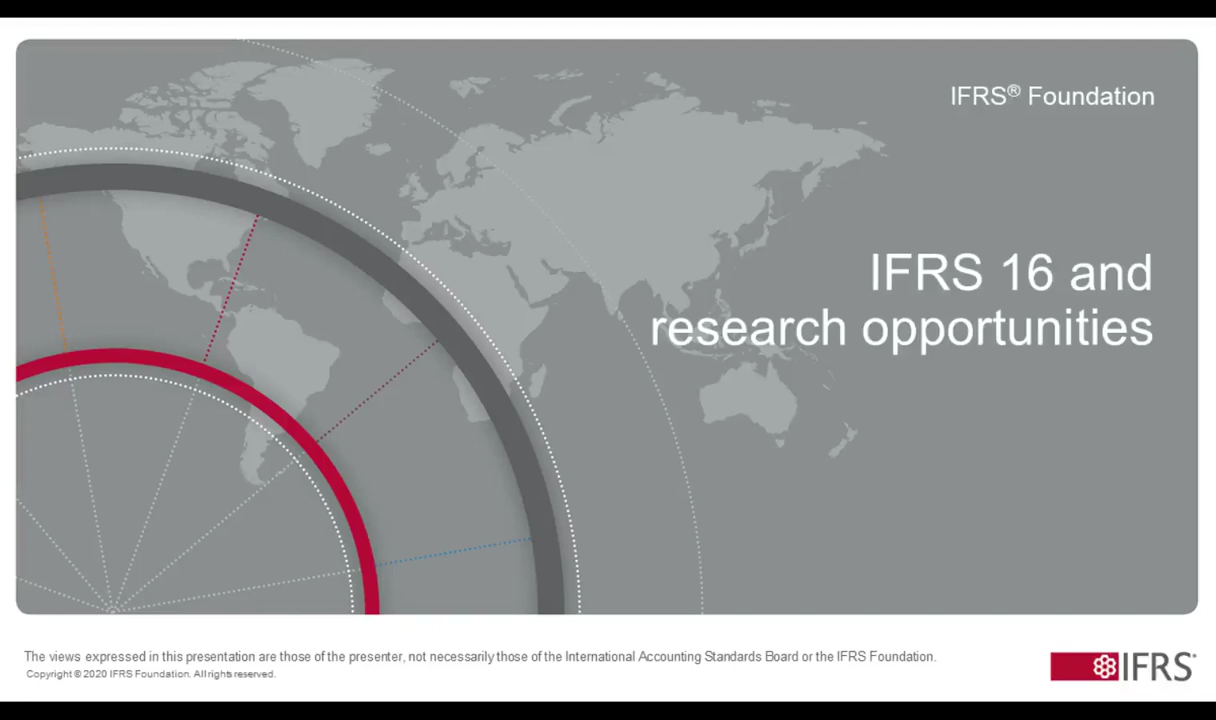 IFRS® Foundation
IFRS 16 and
research opportunities
The views expressed in this presentation are those of the presenter, not necessarily those of the International Accounting Standards Board or the IFRS Foundation.
Copyright © 2020 IFRS Foundation. All rights reserved.
IFRS®